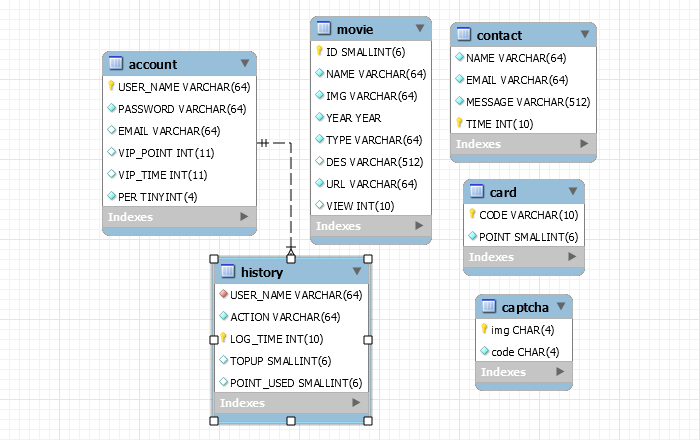 account
USER_NAME VARCHAR(64)
PASSWORD VARCHAR(64)
EMAIL VARCHAR(64)
VIP_POINT INT(11)
VIP_TIME INT(11)
PER TINYINT(4)
Indexes
movie
ID SMALLINT(6)
NAME VARCHAR(64)
IMG VARCHAR(64)
YEAR YEAR
TYPE VARCHAR(64)
DES VARCHAR(512)
URL VARCHAR(64)
VIEW INT(10)
Indexes
contact
NAME VARCHAR(64)
EMAIL VARCHAR(64)
MESSAGE VARCHAR(512)
TIME INT(10)
Indexes
card
CODE VARCHAR(10)
POINT SMALLINT(6)
Indexes
history
USER_NAME VARCHAR(64)
ACTION VARCHAR(64)
LOG_TIME INT(10)
TOPUP SMALLINT(6)
POINT_USED SMALLINT(6)
Indexes
captcha
img CHAR(4)
code CHAR(4)
Indexes